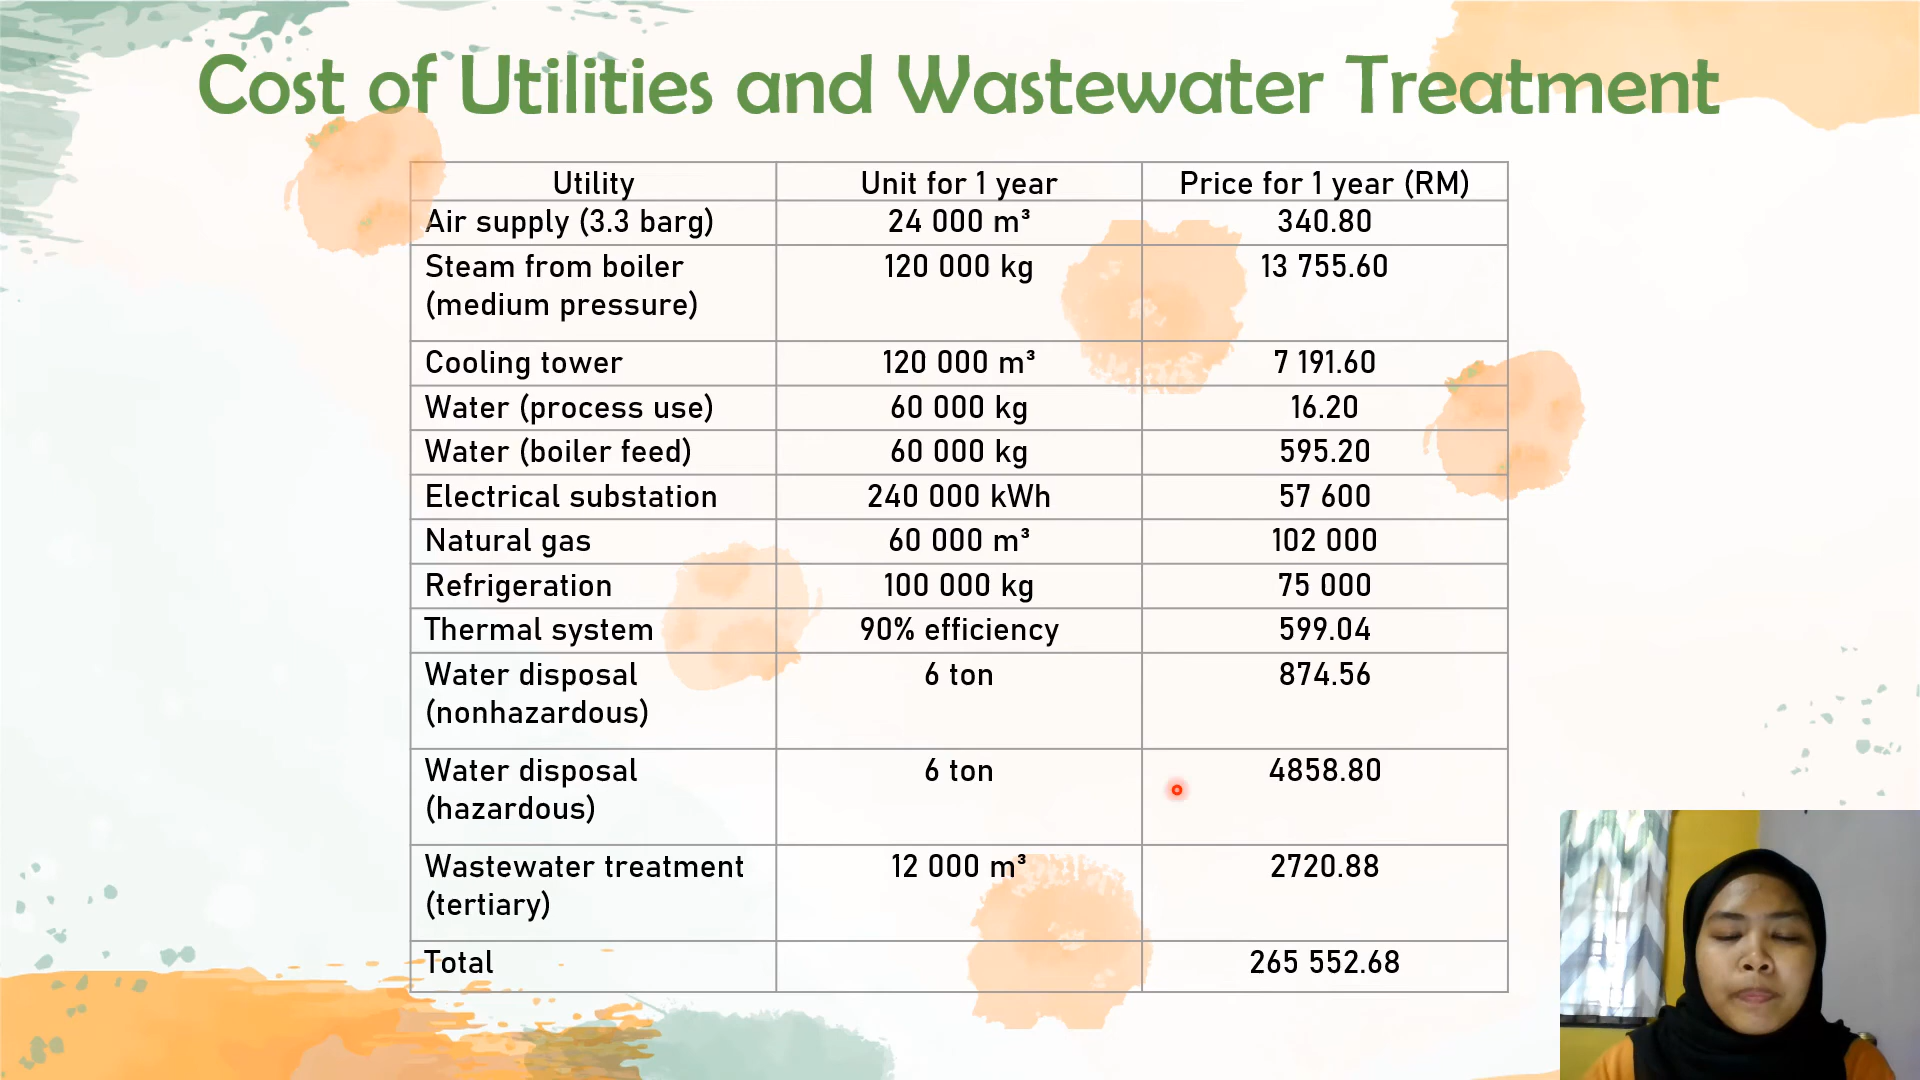 Cost of Utilities and Wastewater Treatment
Utility Unit for 1 year Price for 1 year (RM)
Air supply (3.3 barg) 24 000 m³ 340.80
Steam from boiler 120 000 kg 13 755.60
(medium pressure)
Cooling tower 120 000 m³ 7 191.60
Water (process use) 60 000 kg 16.20
Water (boiler feed) 60 000 kg 595.20
Electrical substation 240 000 kWh 57 600
Natural gas 60 000 m³ 102 000
Refrigeration 100 000 kg 75 000
Thermal system 90% efficiency 599.04
Water disposal 6 ton 874.56
(nonhazardous)
Water disposal 6 ton 4858.80
(hazardous)
Wastewater treatment 12 000 m³ 2720.88
(tertiary)
Total 265 552.68